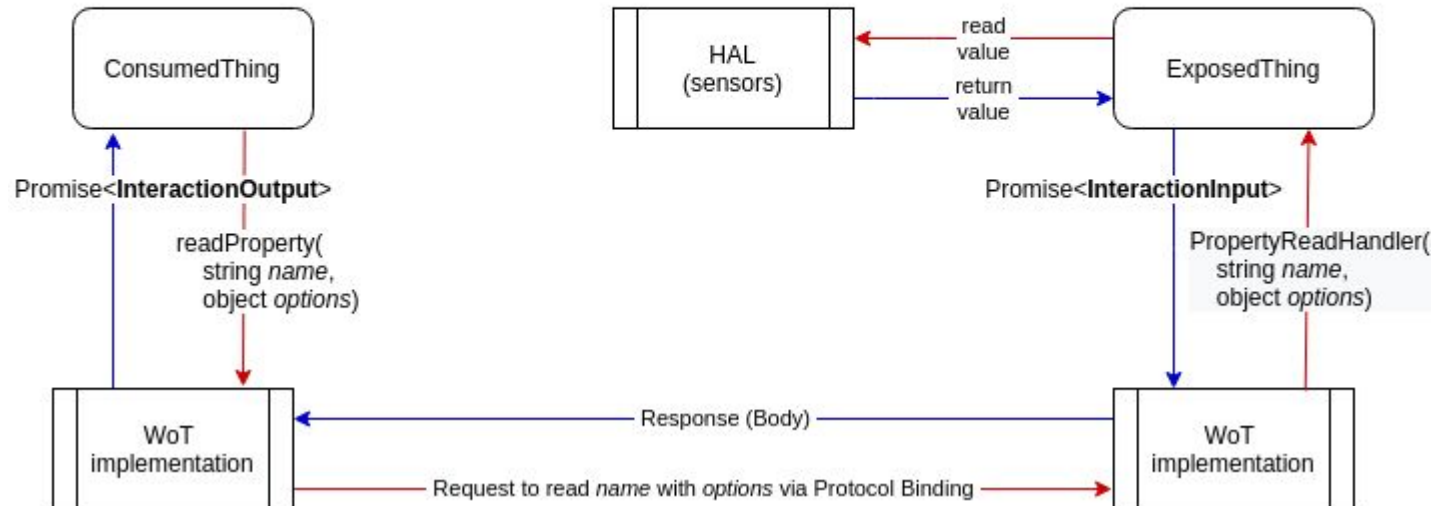 ConsumedThing
HAL
(sensors)
read
value
return
value
ExposedThing
Promise<InteractionOutput>
readProperty(
string name,
object options)
Promise<InteractionInput>
PropertyReadHandler(
string name,
object options)
WoT
implementation
Response (Body)
Request to read name with options via Protocol Binding
WoT
implementation